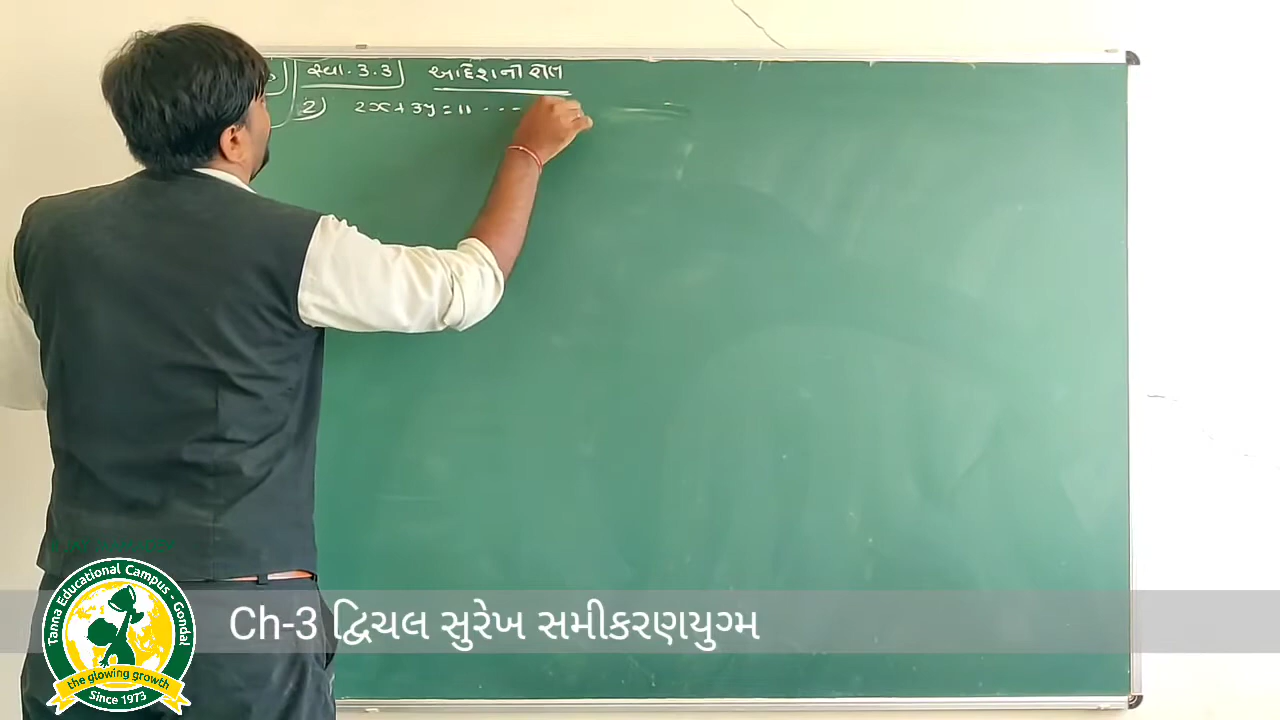 સ્વા. 3.3 આદેશની રીત
2) 2x + 3y = 11 - - -
Ch-3 દ્વિચલ સુરેખ સમીકરણયુગ્મ
Tanna Educational Campus - Gondal
the glowing growth
Since 1973